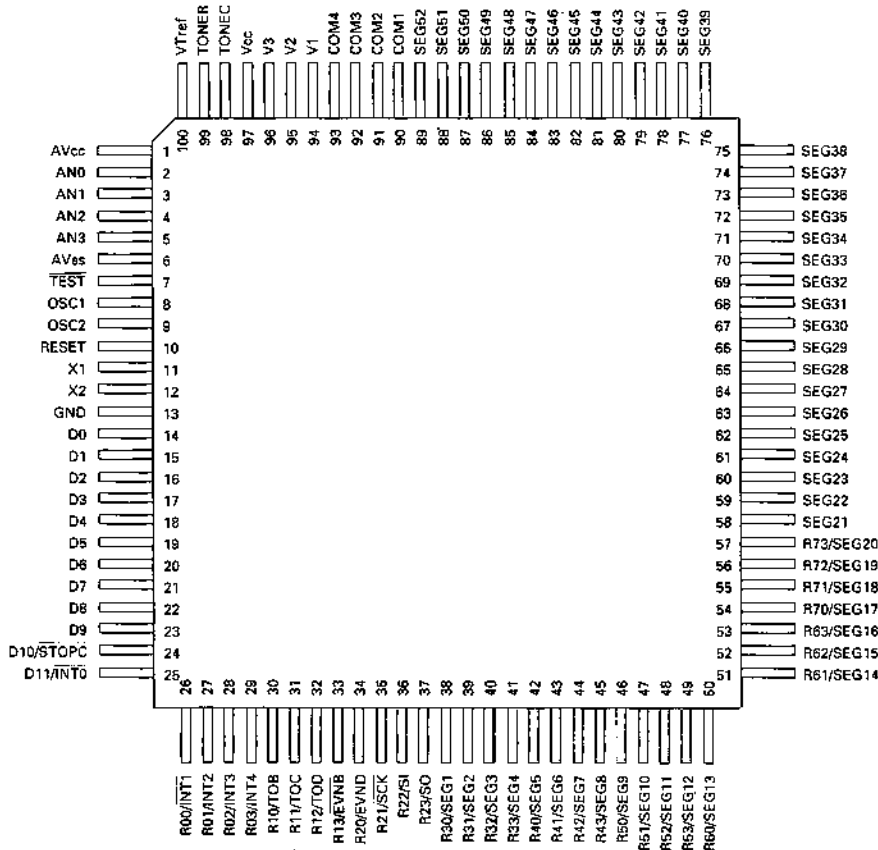 VTref TONER TONEC Vcc V3 V2 V1 COM4 COM3 COM2 COM1 SEG52 SEG51 SEG50 SEG49 SEG48 SEG47 SEG46 SEG45 SEG44 SEG43 SEG42 SEG41 SEG40 SEG39
100 99 98 97 96 95 94 93 92 91 90 89 88 87 86 85 84 83 82 81 80 79 78 77 76
AVcc 1 75 SEG38
AN0 2 74 SEG37
AN1 3 73 SEG36
AN2 4 72 SEG35
AN3 5 71 SEG34
AVss 6 70 SEG33
TEST 7 69 SEG32
OSC1 8 68 SEG31
OSC2 9 67 SEG30
RESET 10 66 SEG29
X1 11 65 SEG28
X2 12 64 SEG27
GND 13 63 SEG26
D0 14 62 SEG25
D1 15 61 SEG24
D2 16 60 SEG23
D3 17 59 SEG22
D4 18 58 SEG21
D5 19 57 R73/SEG20
D6 20 56 R72/SEG19
D7 21 55 R71/SEG18
D8 22 54 R70/SEG17
D9 23 53 R63/SEG16
D10/STOPC 24 52 R62/SEG15
D11/INT0 25 51 R61/SEG14
26 27 28 29 30 31 32 33 34 35 36 37 38 39 40 41 42 43 44 45 46 47 48 49 50
R00/INT1 R01/INT2 R02/INT3 R03/INT4 R10/TOB R11/TOC R12/TOD R13/EVNB R20/EVND R21/SCK R22/SI R23/SO R30/SEG1 R31/SEG2 R32/SEG3 R33/SEG4 R40/SEG5 R41/SEG6 R42/SEG7 R43/SEG8 R50/SEG9 R51/SEG10 R52/SEG11 R53/SEG12 R60/SEG13